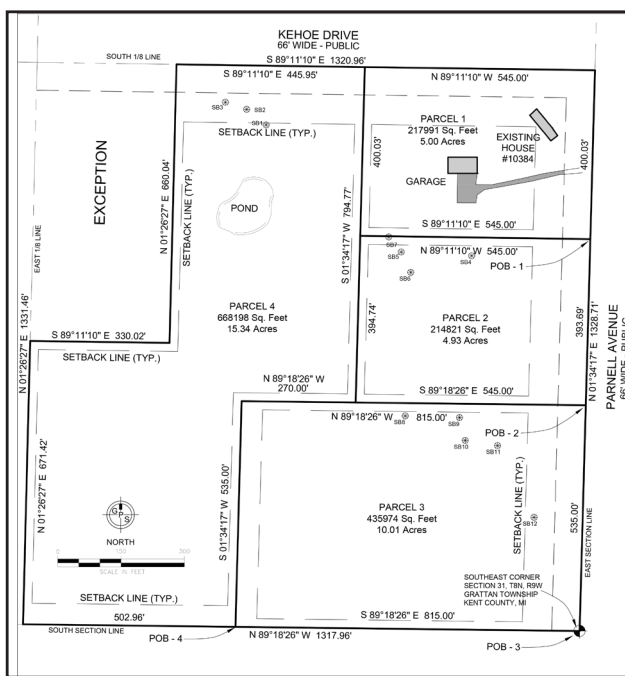 KEHOE DRIVE
66' WIDE - PUBLIC
SOUTH 1/8 LINE
S 89°11'10" E 1320.96'
S 89°11'10" E 445.95'
N 89°11'10" W 545.00'
SB3
SB2
SB1
SETBACK LINE (TYP.)
PARCEL 1
217991 Sq. Feet
5.00 Acres
EXISTING
HOUSE
#10384
GARAGE
400.03'
400.03'
EXCEPTION
N 01°26'27" E 660.04'
SETBACK LINE (TYP.)
POND
S 01°34'17" W 794.77'
EAST 1/8 LINE
N 01°26'27" E 1331.46'
S 89°11'10" E 545.00'
SB7
N 89°11'10" W 545.00'
SB5
SB4
SB6
POB - 1
PARCEL 4
668198 Sq. Feet
15.34 Acres
394.74'
PARCEL 2
214821 Sq. Feet
4.93 Acres
393.69'
N 01°34'17" E 1328.71'
PARNELL AVENUE
66' WIDE - PUBLIC
S 89°11'10" E 330.02'
SETBACK LINE (TYP.)
N 89°18'26" W
270.00'
S 89°18'26" E 545.00'
N 89°18'26" W 815.00'
SB8
SB9
POB - 2
SB10
SB11
N 01°26'27" E 671.42'
S 01°34'17" W 535.00'
SETBACK LINE (TYP.)
PARCEL 3
435974 Sq. Feet
10.01 Acres
SB12
535.00'
EAST SECTION LINE
G P S
NORTH
0 150 200
SCALE IN FEET
SETBACK LINE (TYP.)
SOUTHEAST CORNER
SECTION 31, T8N, R9W
GRATTAN TOWNSHIP
KENT COUNTY, MI
502.96'
S 89°18'26" E 815.00'
SOUTH SECTION LINE
POB - 4
N 89°18'26" W 1317.96'
POB - 3